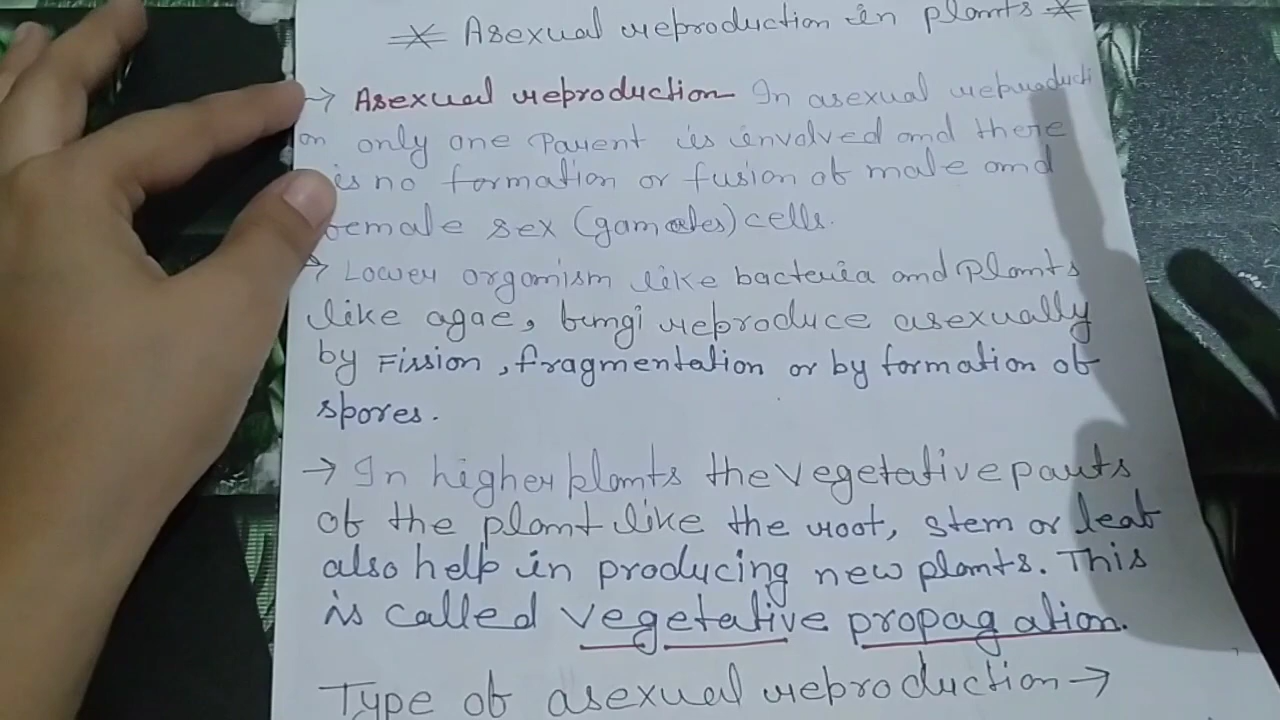 * Asexual reproduction in plants *
→ Asexual reproduction In asexual reproducti
on only one Parent is involved and there
is no formation or fusion of male and
female sex (gametes) cells.
→ Lower organism like bacteria and plants
like agae, fungi reproduce asexually
by Fission, fragmentation or by formation of
spores.
→ In higher plants the vegetative parts
of the plant like the root, stem or leaf
also help in producing new plants. This
is called vegetative propagation.
Type of asexual reproduction →